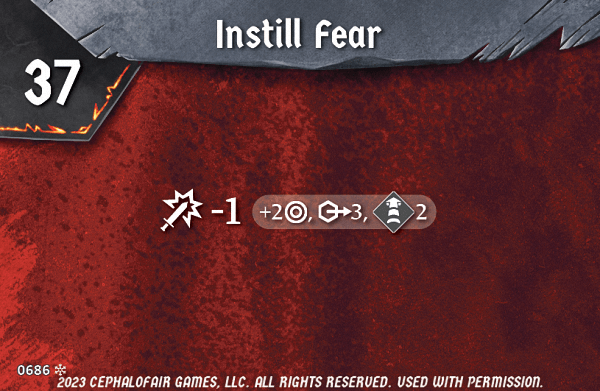 Instill Fear
37
-1 +2, 3, 2
0686
2023 CEPHALOFAIR GAMES, LLC. ALL RIGHTS RESERVED. USED WITH PERMISSION.